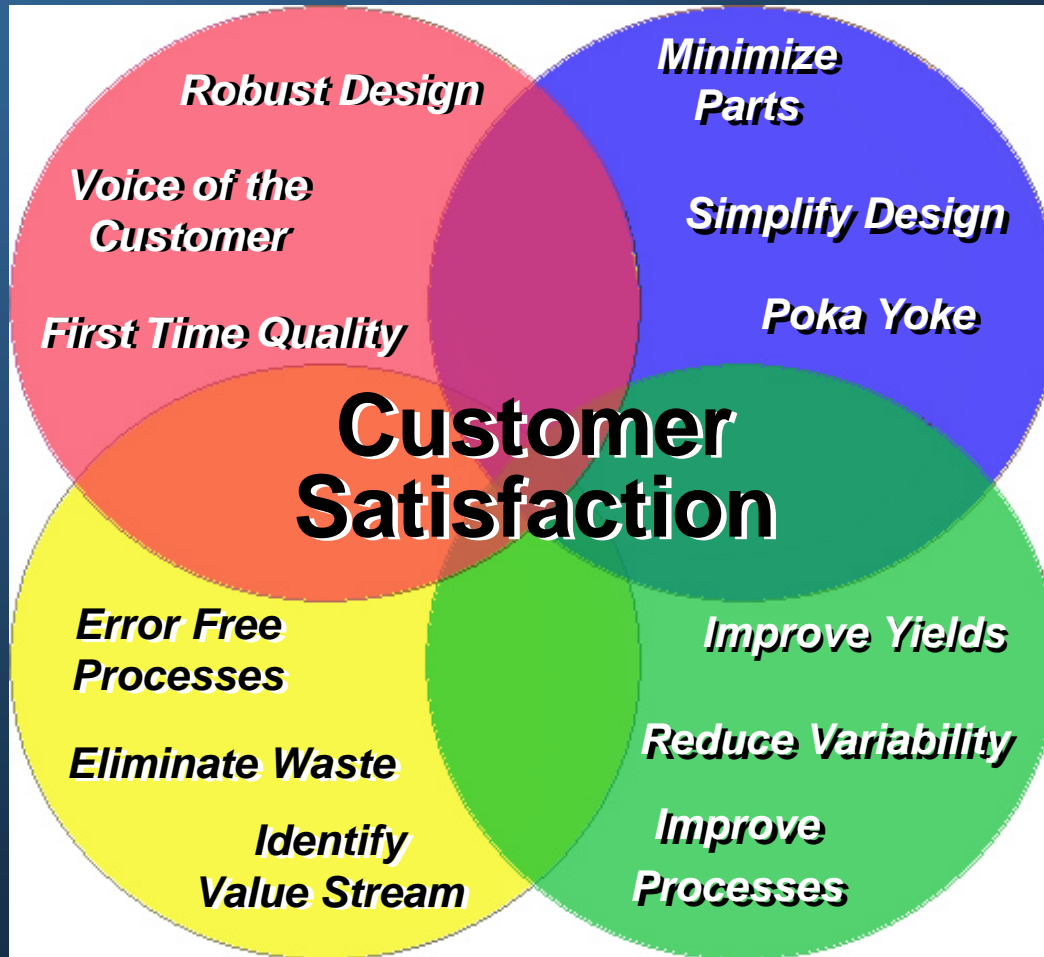 Robust Design
Voice of the
Customer
First Time Quality
Minimize
Parts
Simplify Design
Poka Yoke
Customer
Satisfaction
Error Free
Processes
Eliminate Waste
Identify
Value Stream
Improve Yields
Reduce Variability
Improve
Processes